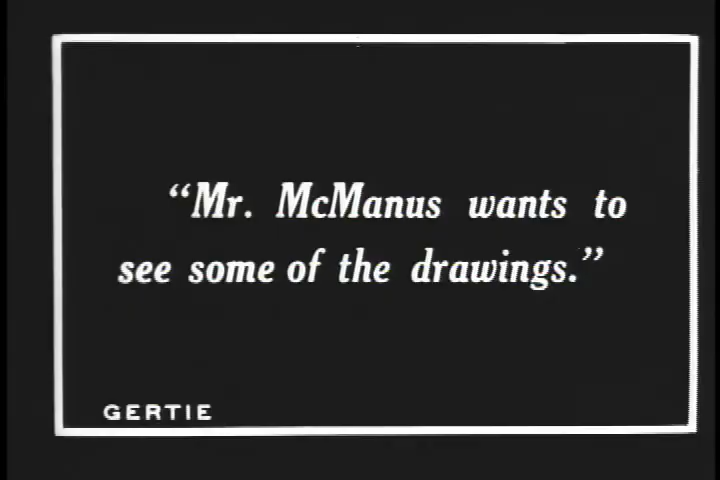 “Mr. McManus wants to
see some of the drawings.”
GERTIE